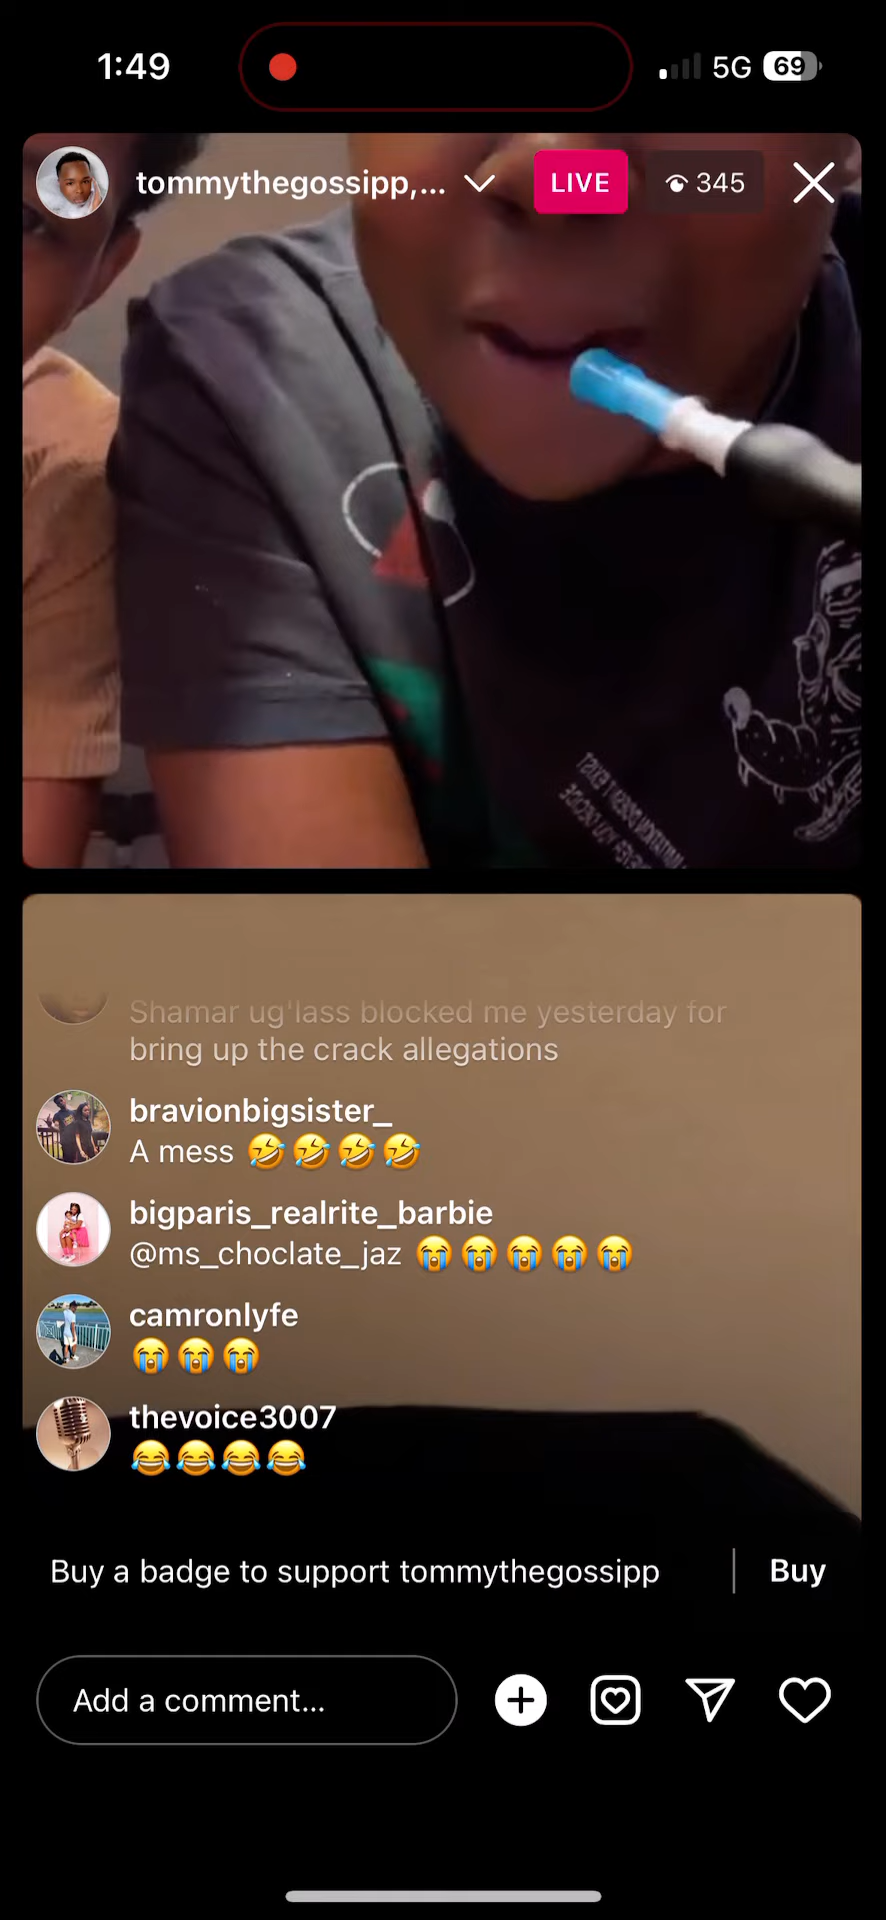 1:49
5G
69
tommythegossipp,...
LIVE
345
Shamar ug'lass blocked me yesterday for
bring up the crack allegations
bravionbigsister_
A mess 🤣🤣🤣🤣
bigparis_realrite_barbie
@ms_choclate_jaz 😭😭😭😭😭
camronlyfe
😭😭😭
thevoice3007
😂😂😂😂
Buy a badge to support tommythegossipp
Buy
Add a comment...